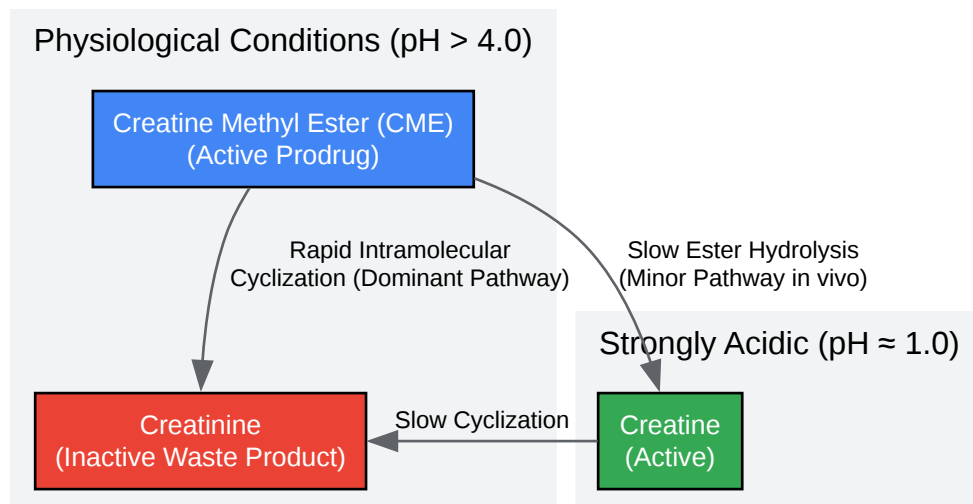 Physiological Conditions (pH > 4.0)
Creatine Methyl Ester (CME)
(Active Prodrug)
Rapid Intramolecular
Cyclization (Dominant Pathway)
Slow Ester Hydrolysis
(Minor Pathway in vivo)
Strongly Acidic (pH ≈ 1.0)
Creatinine
(Inactive Waste Product)
Slow Cyclization
Creatine
(Active)